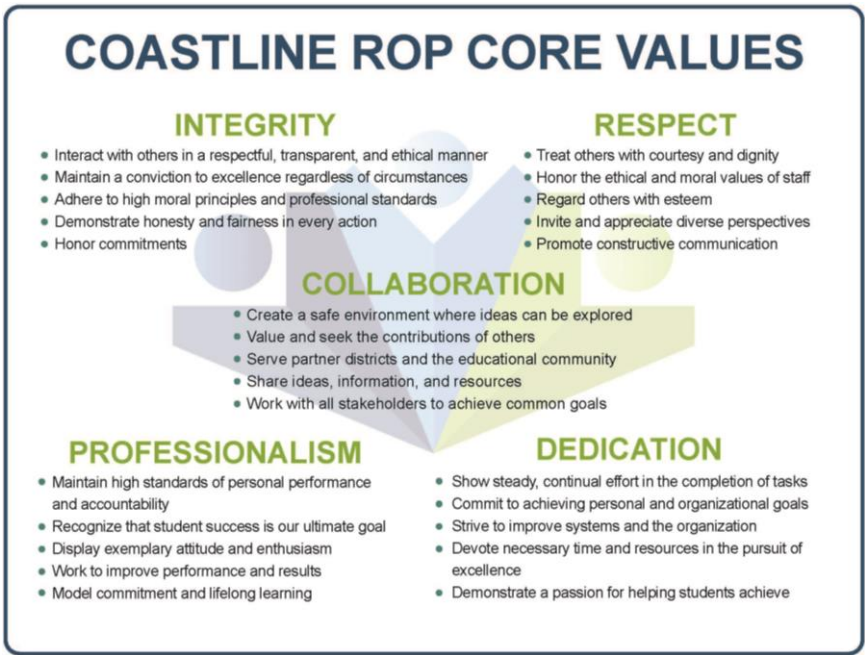 COASTLINE ROP CORE VALUES
INTEGRITY
• Interact with others in a respectful, transparent, and ethical manner
• Maintain a conviction to excellence regardless of circumstances
• Adhere to high moral principles and professional standards
• Demonstrate honesty and fairness in every action
• Honor commitments
RESPECT
• Treat others with courtesy and dignity
• Honor the ethical and moral values of staff
• Regard others with esteem
• Invite and appreciate diverse perspectives
• Promote constructive communication
COLLABORATION
• Create a safe environment where ideas can be explored
• Value and seek the contributions of others
• Serve partner districts and the educational community
• Share ideas, information, and resources
• Work with all stakeholders to achieve common goals
PROFESSIONALISM
• Maintain high standards of personal performance
and accountability
• Recognize that student success is our ultimate goal
• Display exemplary attitude and enthusiasm
• Work to improve performance and results
• Model commitment and lifelong learning
DEDICATION
• Show steady, continual effort in the completion of tasks
• Commit to achieving personal and organizational goals
• Strive to improve systems and the organization
• Devote necessary time and resources in the pursuit of
excellence
• Demonstrate a passion for helping students achieve